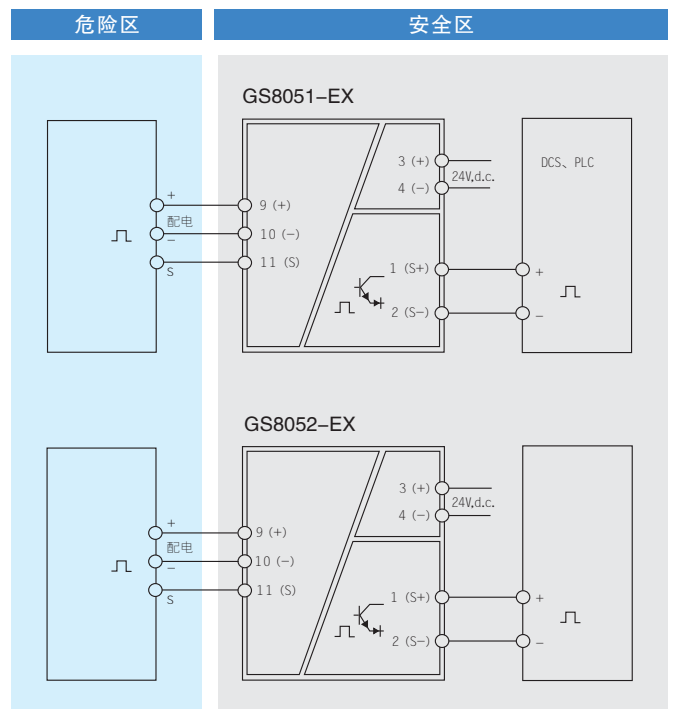 危险区
安全区
GS8051-EX
+
配电
-
S
9 (+)
10 (-)
11 (S)
3 (+)
4 (-)
24V.d.c.
1 (S+)
2 (S-)
DCS、PLC
+
-
GS8052-EX
+
配电
-
S
9 (+)
10 (-)
11 (S)
3 (+)
4 (-)
24V.d.c.
1 (S+)
2 (S-)
+
-